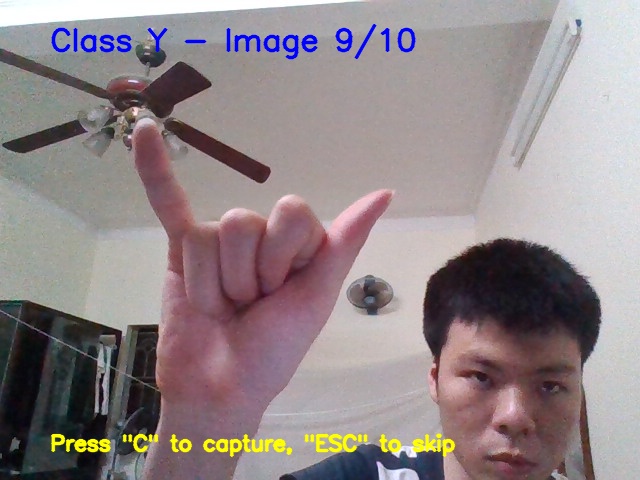 Class Y - Image 9/10
Press "C" to capture, "ESC" to skip